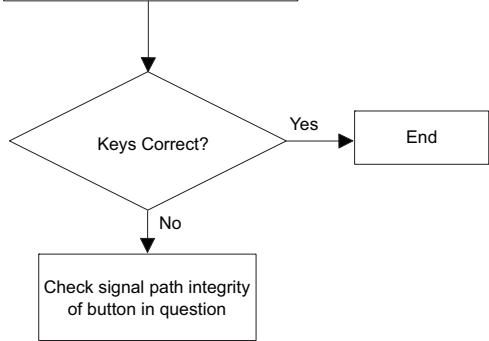 Keys Correct?
Yes
End
No
Check signal path integrity
of button in question